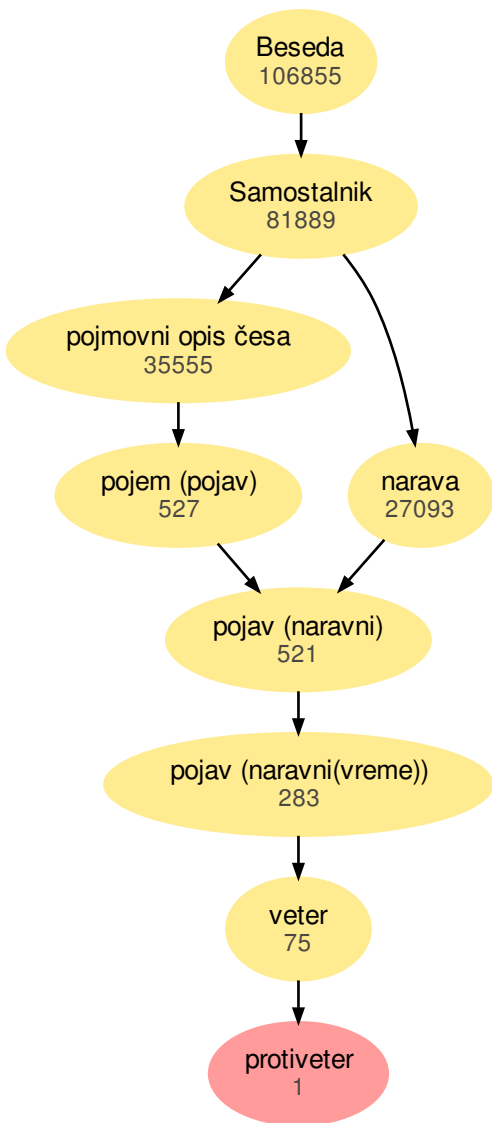 Beseda
106855
Samostalnik
81889
pojmovni opis česa
35555
pojem (pojav)
527
narava
27093
pojav (naravni)
521
pojav (naravni(vreme))
283
veter
75
protiveter
1